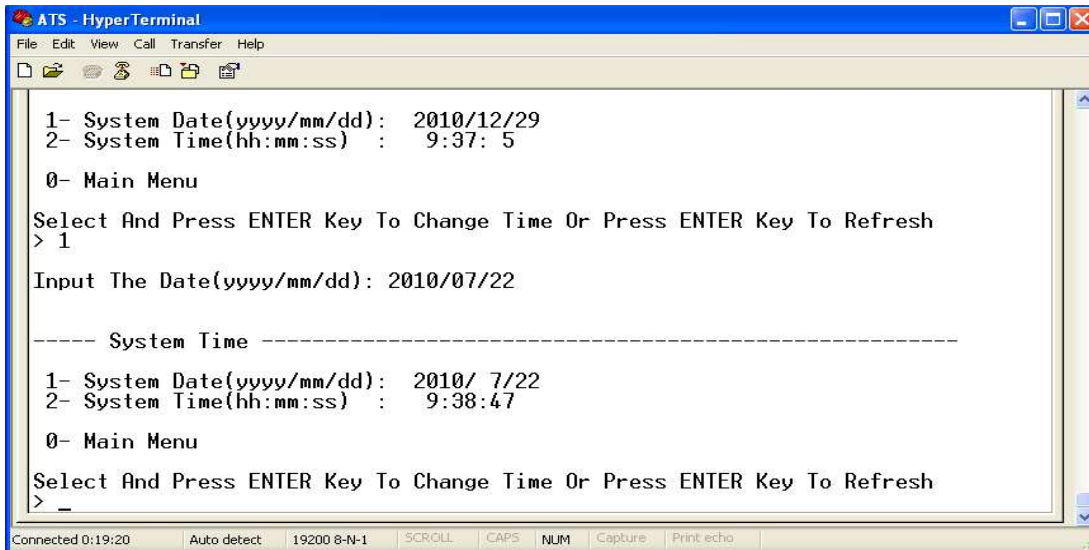 ATS - HyperTerminal
File Edit View Call Transfer Help
1- System Date(yyyy/mm/dd):  2010/12/29
2- System Time(hh:mm:ss)  :   9:37: 5
0- Main Menu
Select And Press ENTER Key To Change Time Or Press ENTER Key To Refresh
> 1
Input The Date(yyyy/mm/dd): 2010/07/22
----- System Time -------------------------------------------------------
1- System Date(yyyy/mm/dd):  2010/ 7/22
2- System Time(hh:mm:ss)  :   9:38:47
0- Main Menu
Select And Press ENTER Key To Change Time Or Press ENTER Key To Refresh
> _
Connected 0:19:20 Auto detect 19200 8-N-1 SCROLL CAPS NUM Capture Print echo